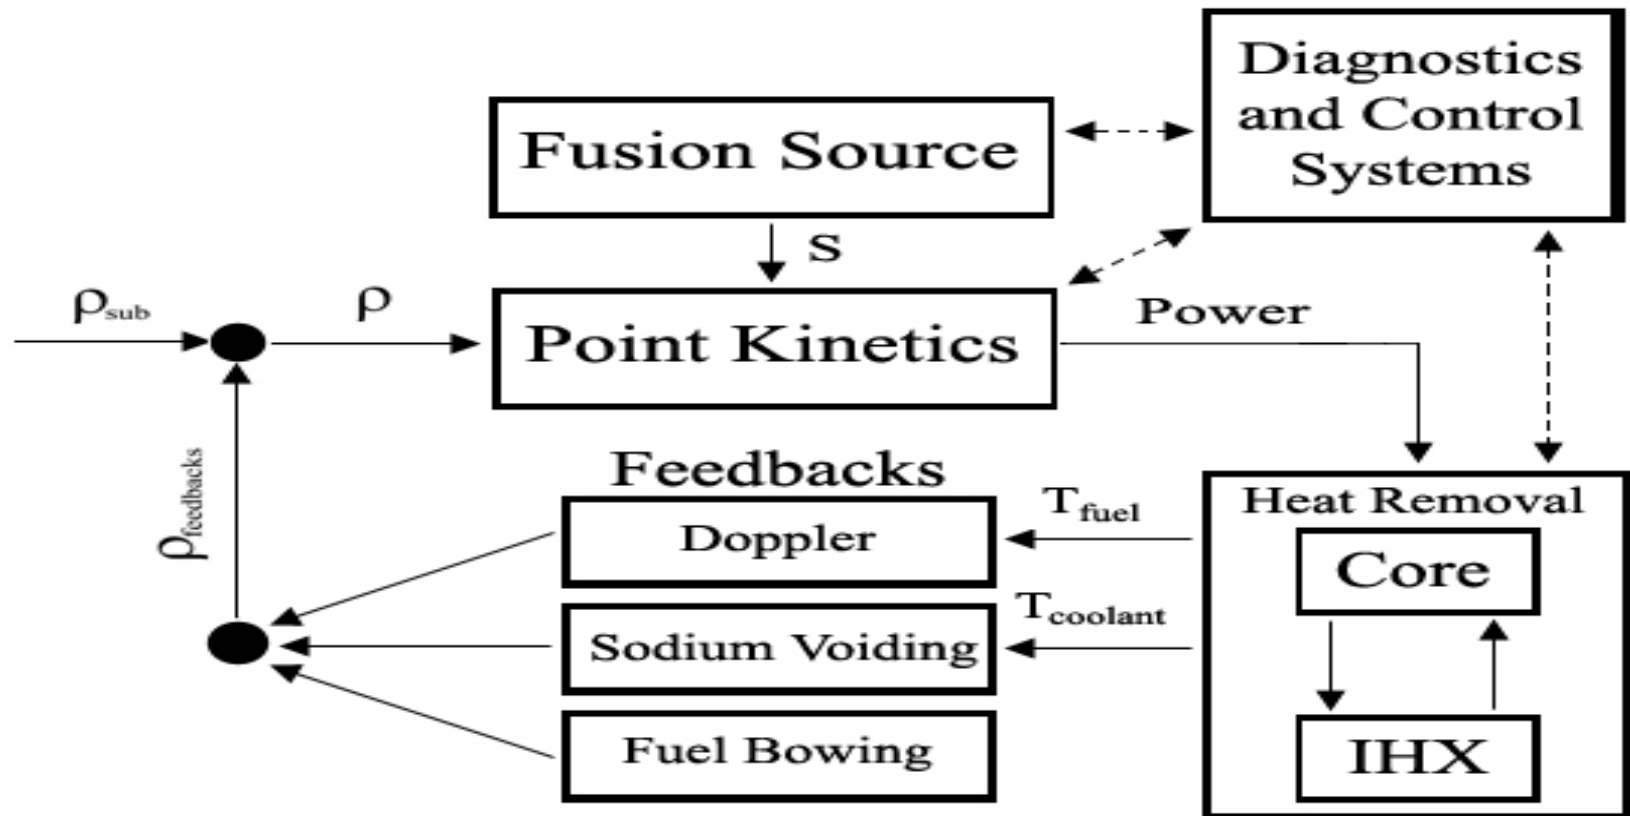 Diagnostics
and Control
Systems
Fusion Source
S
ρsub
ρ
Point Kinetics
Power
ρfeedbacks
Feedbacks
Doppler
Sodium Voiding
Fuel Bowing
Tfuel
Tcoolant
Heat Removal
Core
IHX